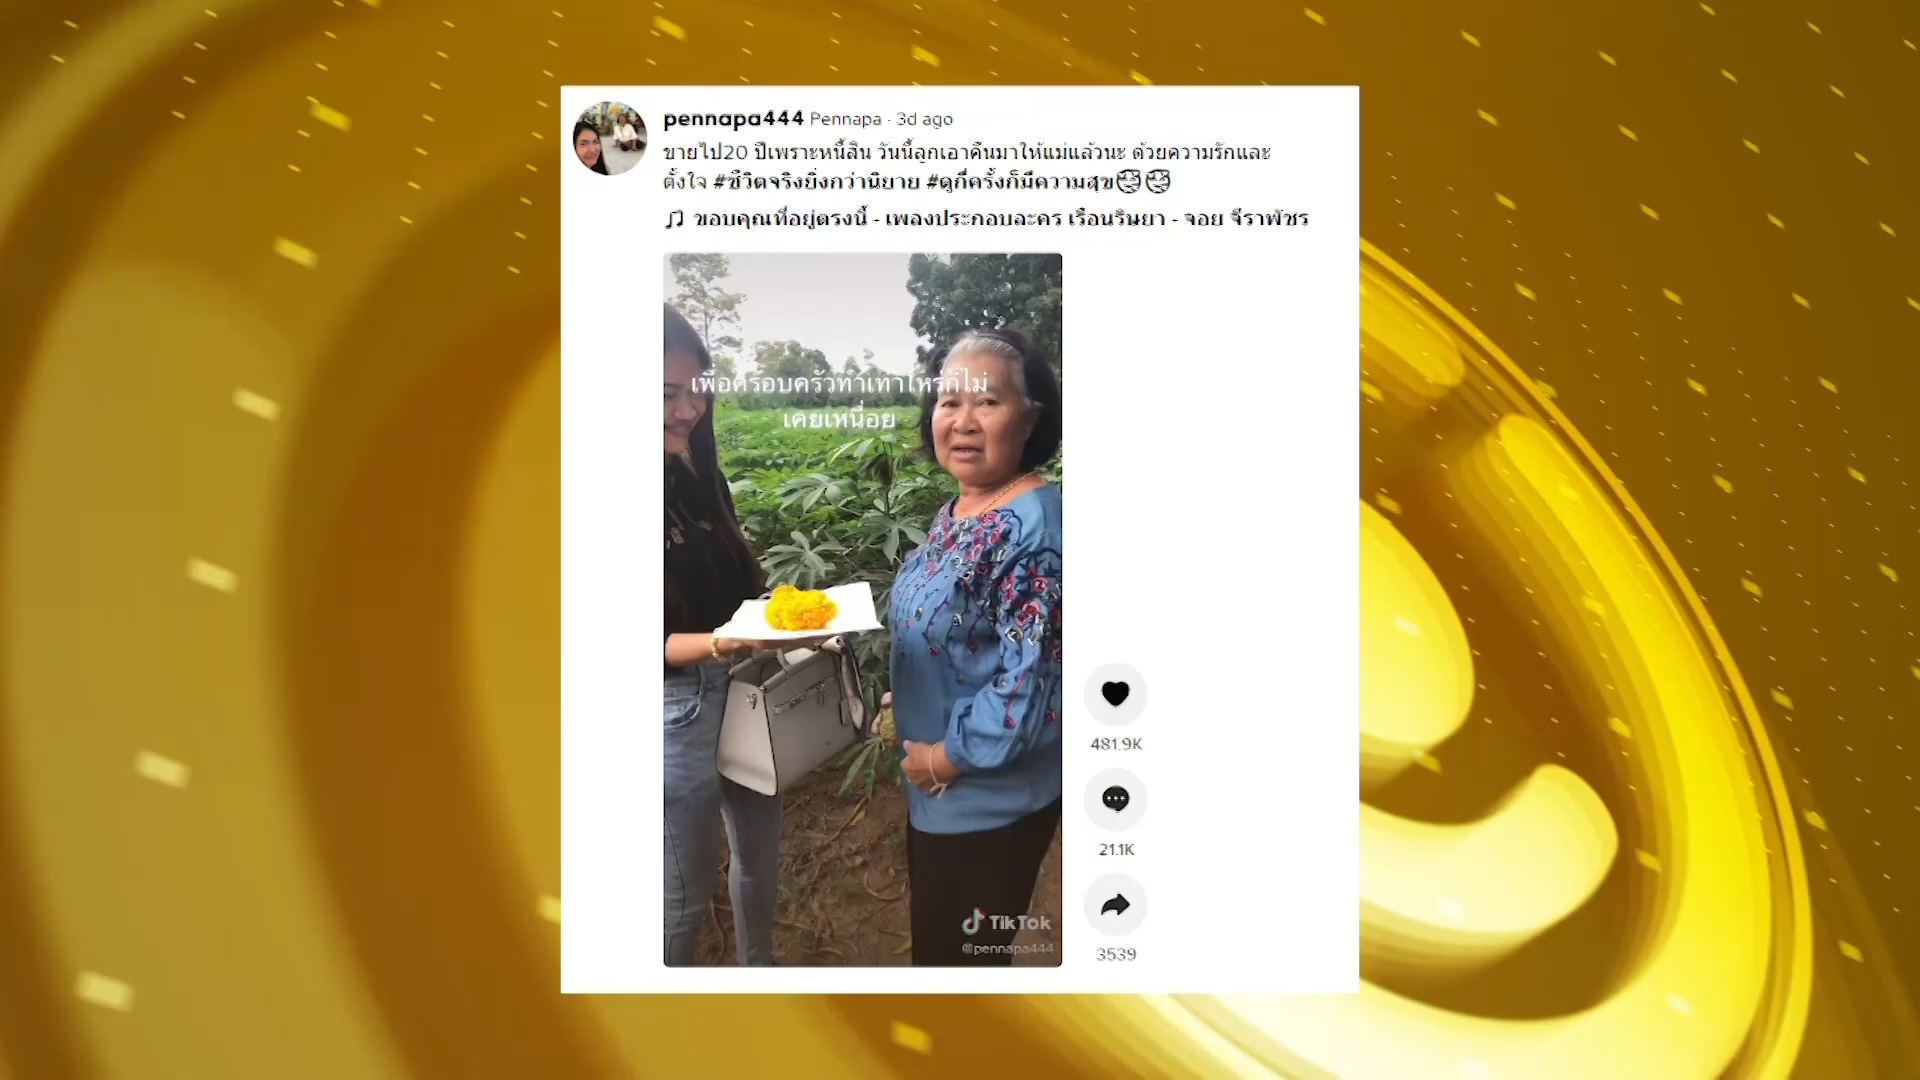 pennapa444 Pennapa · 3d ago
ขายไป20 ปีเพราะหนี้สิน วันนี้ลูกเอาคืนมาให้แม่แล้วนะ ด้วยความรักและ
ตั้งใจ #ชีวิตจริงยิ่งกว่านิยาย #ดูกี่ครั้งก็มีความสุข
♫ ขอบคุณที่อยู่ตรงนี้ - เพลงประกอบละคร เรือนริษยา - จอย จีราพัชร
เพื่อครอบครัวทำเท่าไหร่ก็ไม่
เคยเหนื่อย
481.9K
21.1K
3539
TikTok
@pennapa444